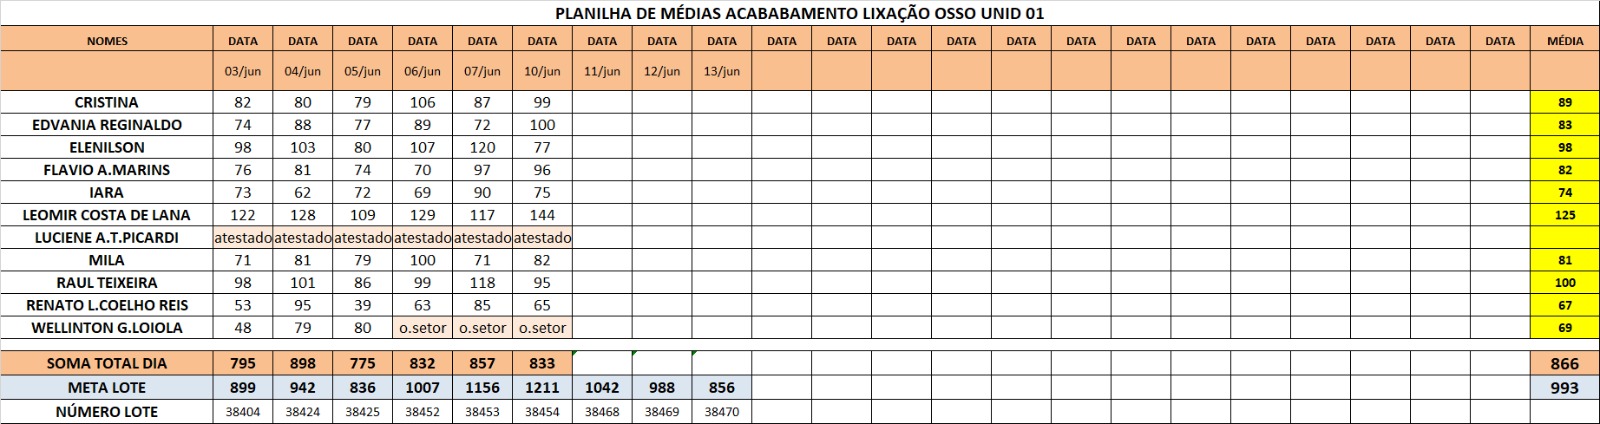 PLANILHA DE MÉDIAS ACABABAMENTO LIXAÇÃO OSSO UNID 01
NOMES DATA DATA DATA DATA DATA DATA DATA DATA DATA DATA DATA DATA DATA DATA DATA DATA DATA DATA DATA DATA DATA DATA MÉDIA
03/jun 04/jun 05/jun 06/jun 07/jun 10/jun 11/jun 12/jun 13/jun
CRISTINA 82 80 79 106 87 99 89
EDVANIA REGINALDO 74 88 77 89 72 100 83
ELENILSON 98 103 80 107 120 77 98
FLAVIO A.MARINS 76 81 74 70 97 96 82
IARA 73 62 72 69 90 75 74
LEOMIR COSTA DE LANA 122 128 109 129 117 144 125
LUCIENE A.T.PICARDI atestado atestado atestado atestado atestado atestado
MILA 71 81 79 100 71 82 81
RAUL TEIXEIRA 98 101 86 99 118 95 100
RENATO L.COELHO REIS 53 95 39 63 85 65 67
WELLINTON G.LOIOLA 48 79 80 o.setor o.setor o.setor 69
SOMA TOTAL DIA 795 898 775 832 857 833 866
META LOTE 899 942 836 1007 1156 1211 1042 988 856 993
NÚMERO LOTE 38404 38424 38425 38452 38453 38454 38468 38469 38470